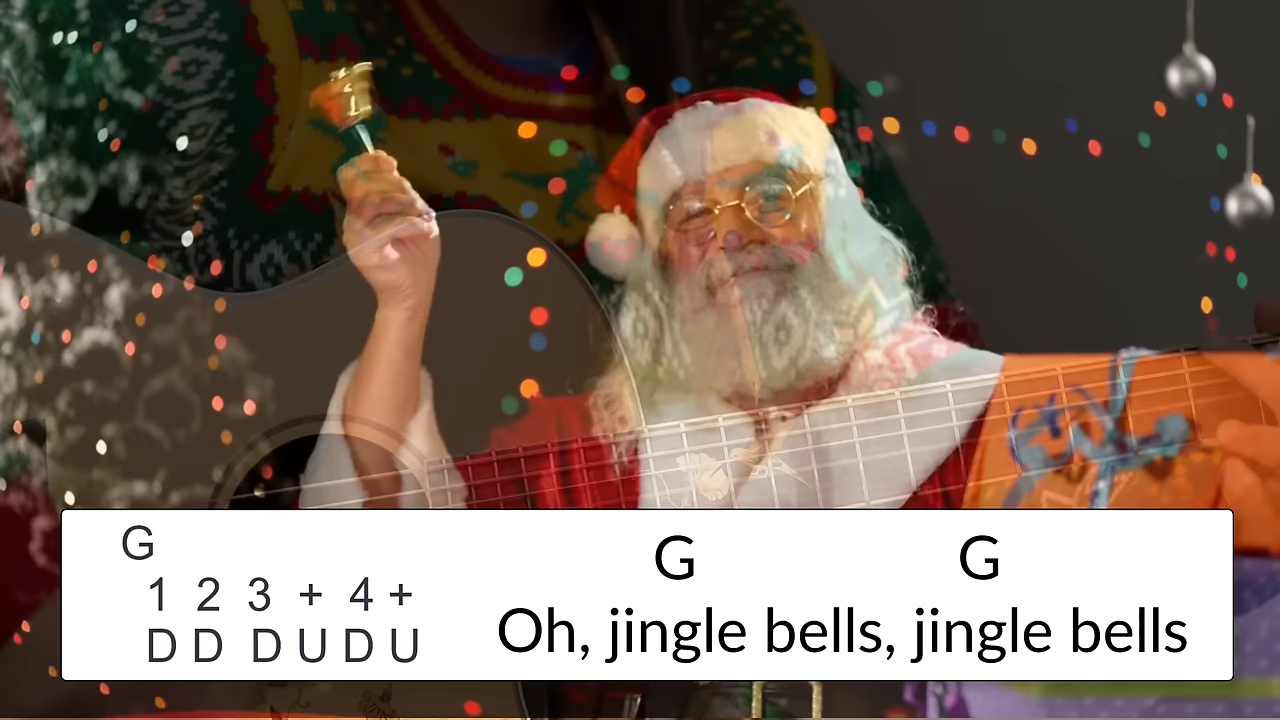 G
1 2 3 + 4 +
D D D U D U
G G
Oh, jingle bells, jingle bells